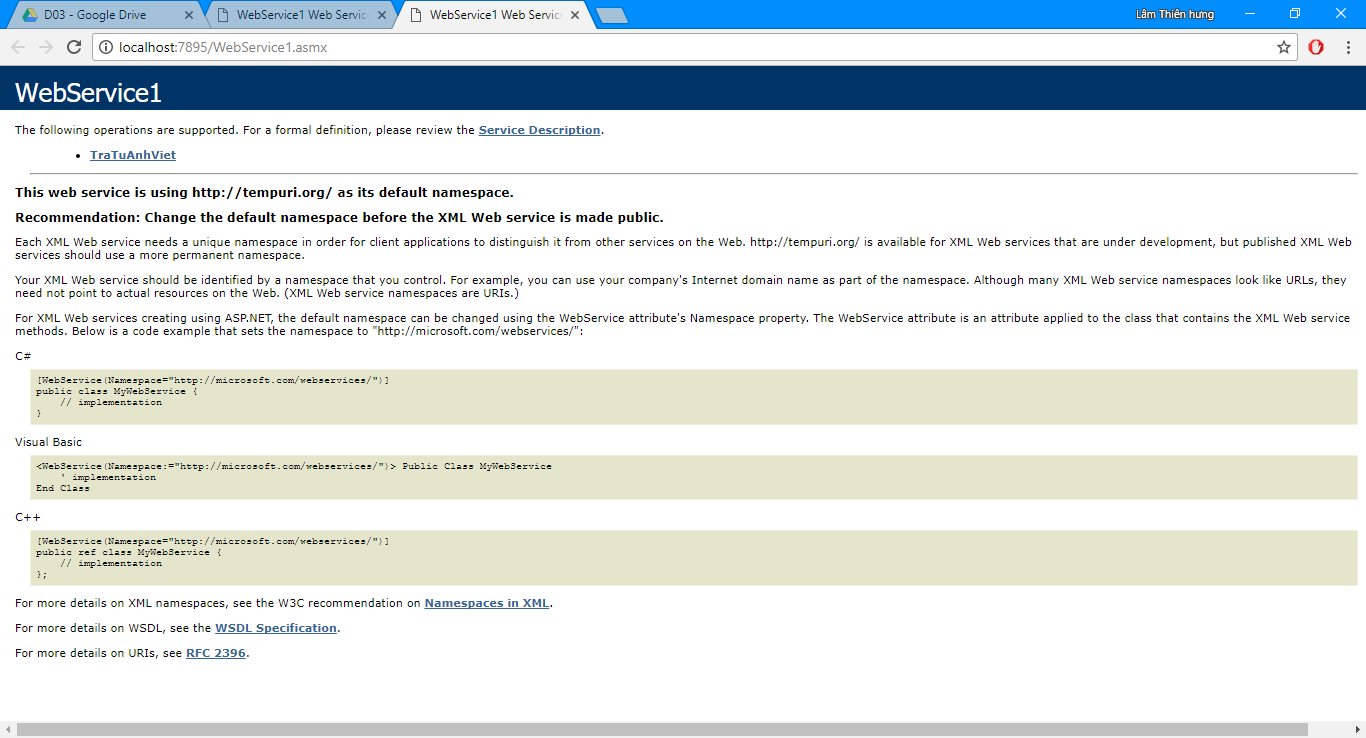 D03 - Google Drive
WebService1 Web Service
WebService1 Web Service
Lâm Thiên hưng
localhost:7895/WebService1.asmx
WebService1
The following operations are supported. For a formal definition, please review the Service Description.
• TraTuAnhViet
This web service is using http://tempuri.org/ as its default namespace.
Recommendation: Change the default namespace before the XML Web service is made public.
Each XML Web service needs a unique namespace in order for client applications to distinguish it from other services on the Web. http://tempuri.org/ is available for XML Web services that are under development, but published XML Web
services should use a more permanent namespace.
Your XML Web service should be identified by a namespace that you control. For example, you can use your company's Internet domain name as part of the namespace. Although many XML Web service namespaces look like URLs, they
need not point to actual resources on the Web. (XML Web service namespaces are URIs.)
For XML Web services creating using ASP.NET, the default namespace can be changed using the WebService attribute's Namespace property. The WebService attribute is an attribute applied to the class that contains the XML Web service
methods. Below is a code example that sets the namespace to "http://microsoft.com/webservices/":
C#
[WebService(Namespace="http://microsoft.com/webservices/")]
public class MyWebService {
    // implementation
}
Visual Basic
<WebService(Namespace:="http://microsoft.com/webservices/")> Public Class MyWebService
    ' implementation
End Class
C++
[WebService(Namespace="http://microsoft.com/webservices/")]
public ref class MyWebService {
    // implementation
};
For more details on XML namespaces, see the W3C recommendation on Namespaces in XML.
For more details on WSDL, see the WSDL Specification.
For more details on URIs, see RFC 2396.